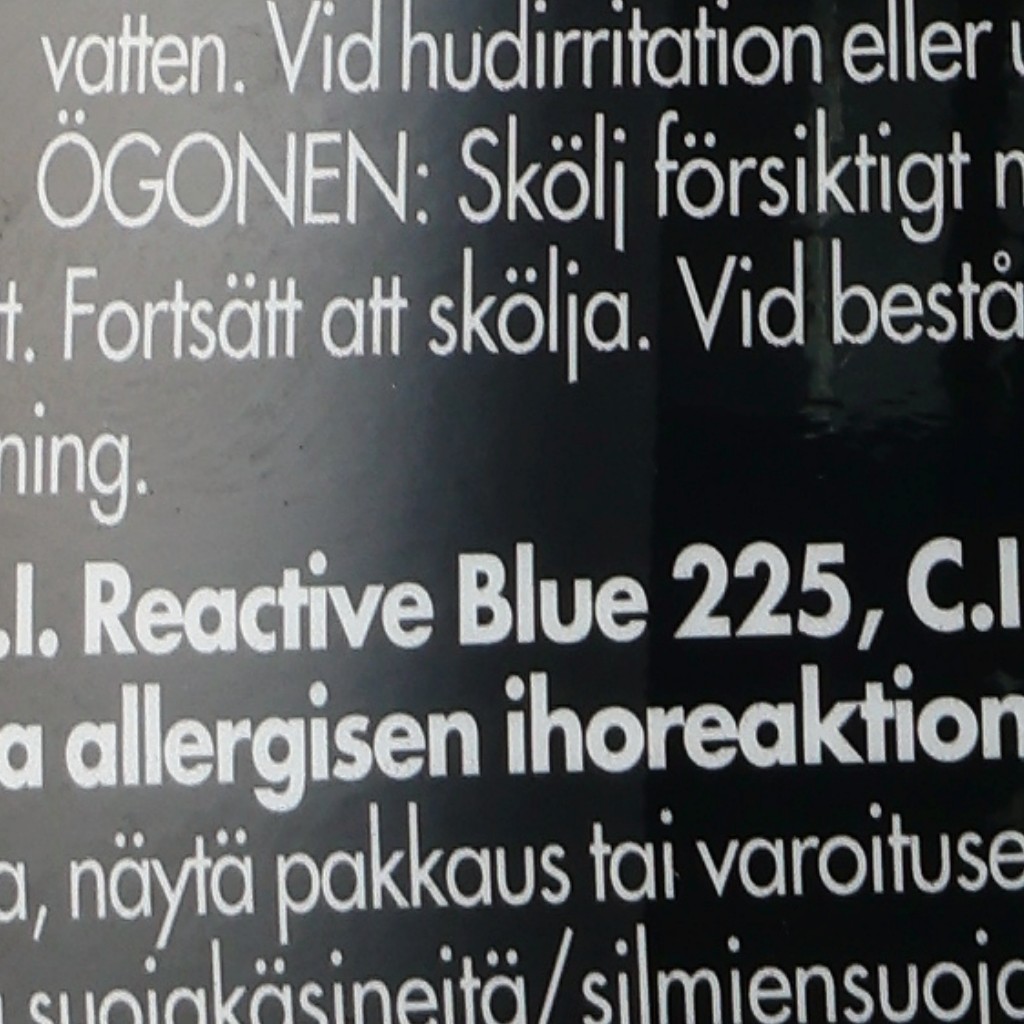 vatten. Vid hudirritation eller
ÖGONEN: Skölj försiktigt
t. Fortsätt att skölja. Vid bestå
ning.
.I. Reactive Blue 225, C.I
a allergisen ihoreaktion
a, näytä pakkaus tai varoituse
suojakäsineitä/silmiensuoja